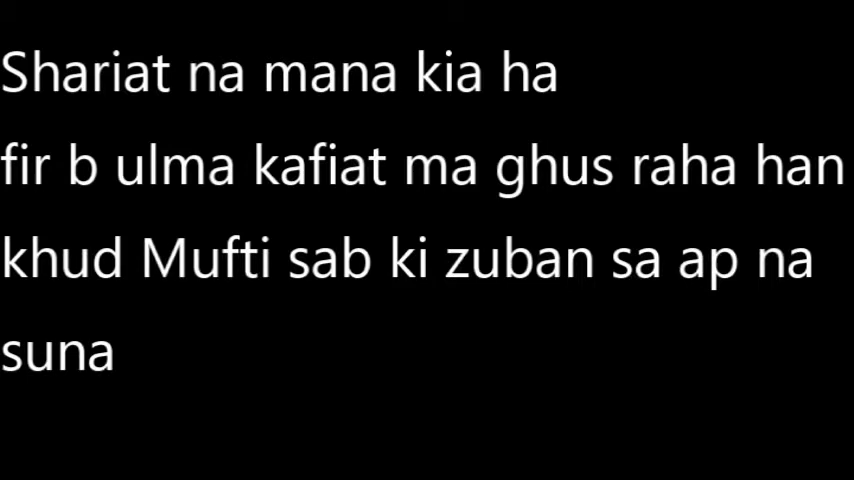 Shariat na mana kia ha
fir b ulma kafiat ma ghus raha han
khud Mufti sab ki zuban sa ap na
suna